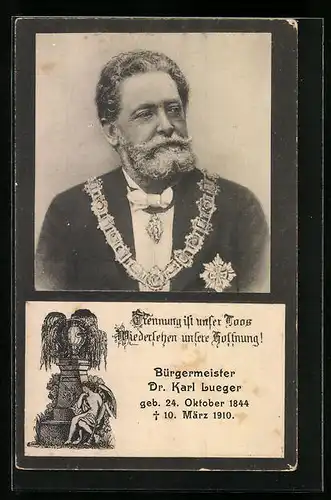 Trennung ist unser Loos
Wiedersehen unsere Hoffnung!
Bürgermeister
Dr. Karl Lueger
geb. 24. Oktober 1844
† 10. März 1910.